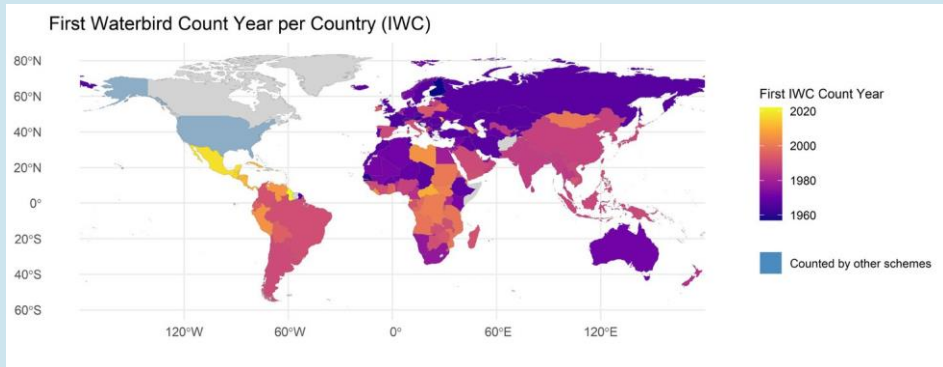 First Waterbird Count Year per Country (IWC)
80°N
60°N
40°N
20°N
0°
20°S
40°S
60°S
120°W
60°W
0°
60°E
120°E
First IWC Count Year
2020
2000
1980
1960
Counted by other schemes